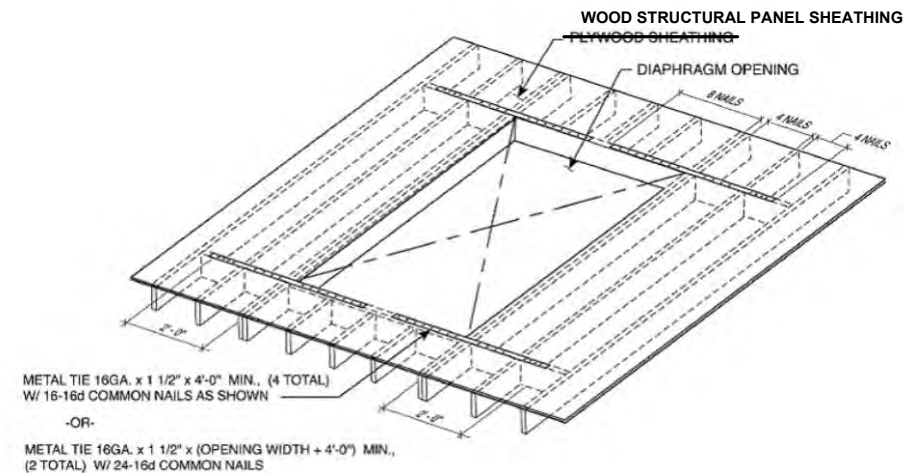 WOOD STRUCTURAL PANEL SHEATHING
PLYWOOD SHEATHING
DIAPHRAGM OPENING
8 NAILS
4 NAILS
4 NAILS
2'-0"
2'-0"
METAL TIE 16GA. x 1 1/2" x 4'-0" MIN., (4 TOTAL)
W/ 16-16d COMMON NAILS AS SHOWN
-OR-
METAL TIE 16GA. x 1 1/2" x (OPENING WIDTH + 4'-0") MIN.,
(2 TOTAL) W/ 24-16d COMMON NAILS